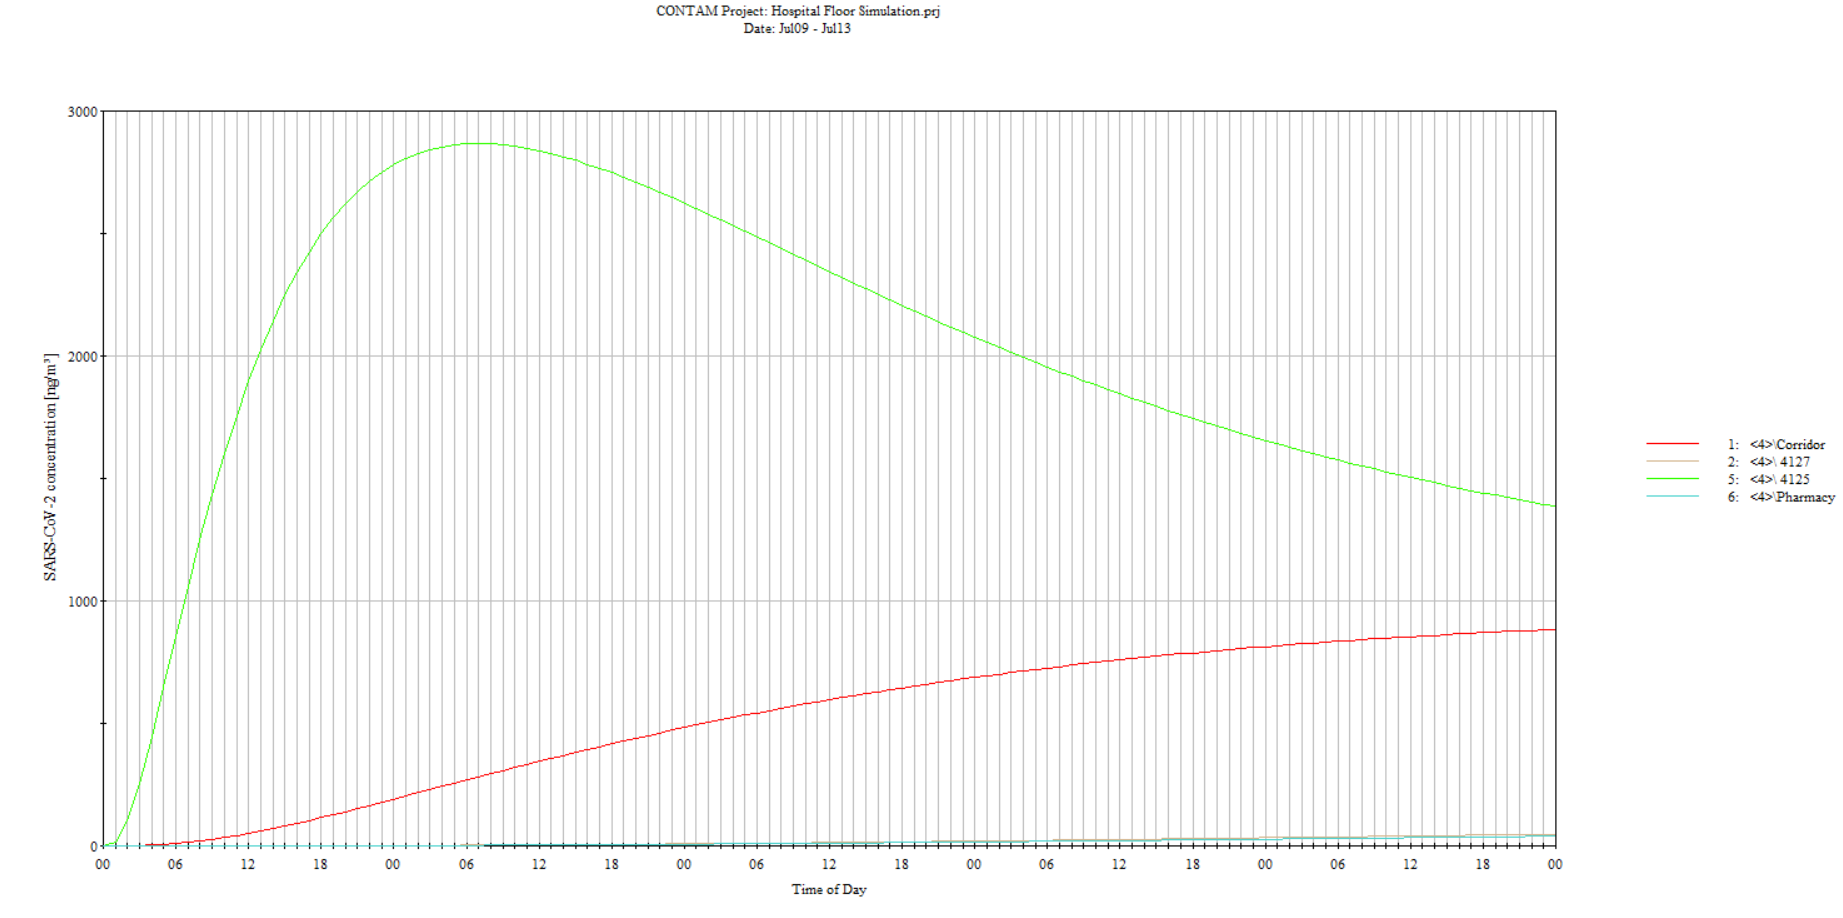 CONTAM Project: Hospital Floor Simulation.prj
Date: Jul09 - Jul13
3000
2000
1000
0
SARS-CoV-2 concentration [ng/m³]
00 06 12 18 00 06 12 18 00 06 12 18 00 06 12 18 00 06 12 18 00
Time of Day
1: <4>\Corridor
2: <4>\ 4127
5: <4>\ 4125
6: <4>\Pharmacy